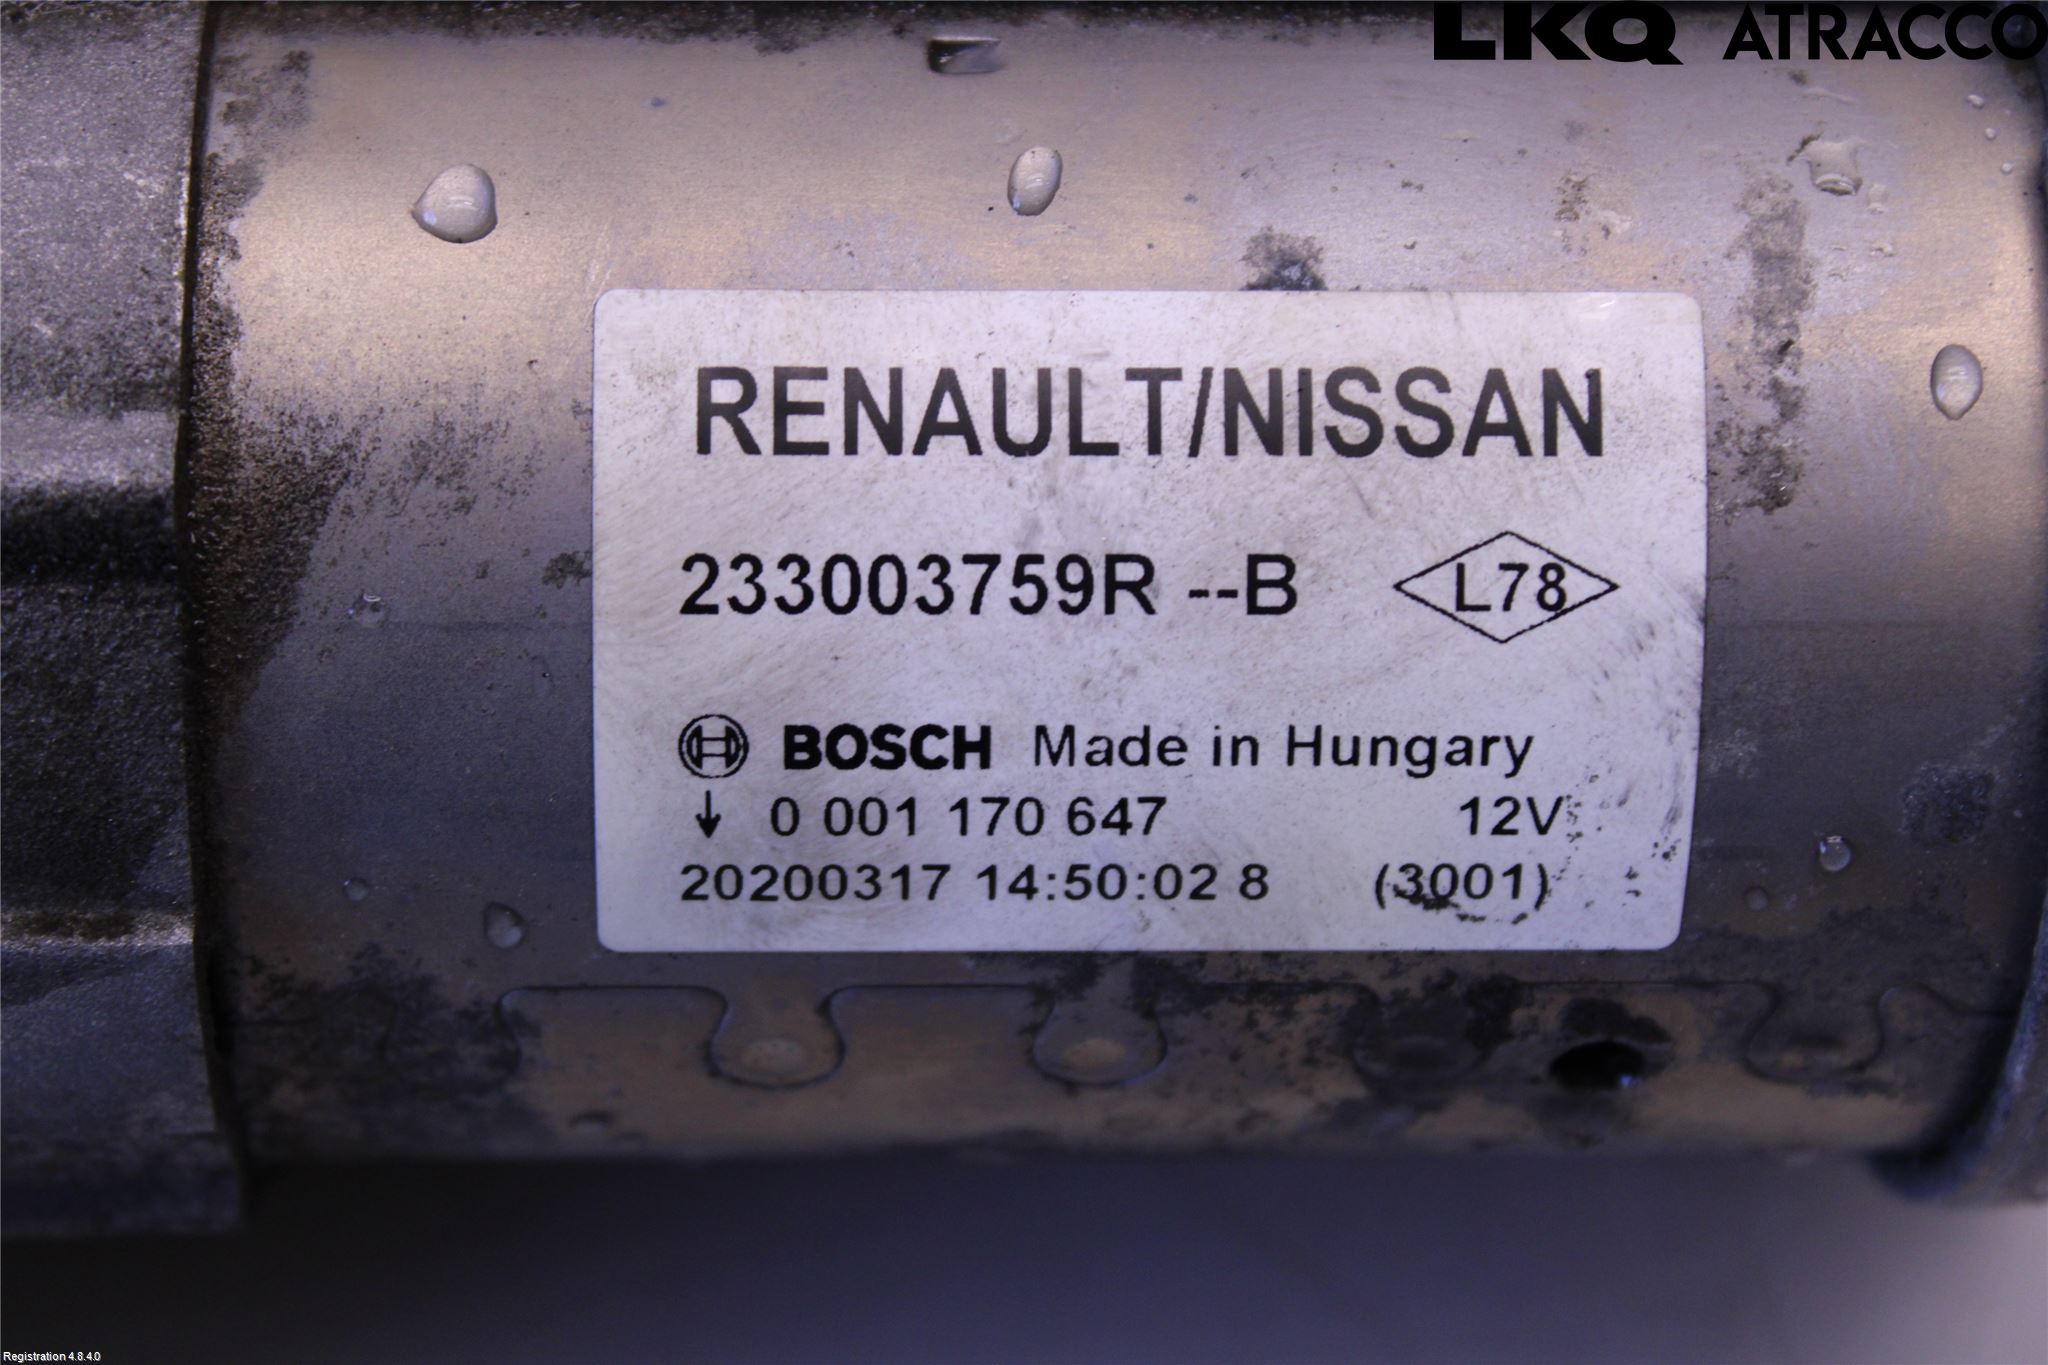 LKQ ATRACCO
RENAULT/NISSAN
233003759R --B L78
BOSCH Made in Hungary
↓ 0 001 170 647 12V
20200317 14:50:02 8 (3001)
Registration 4.8.4.0